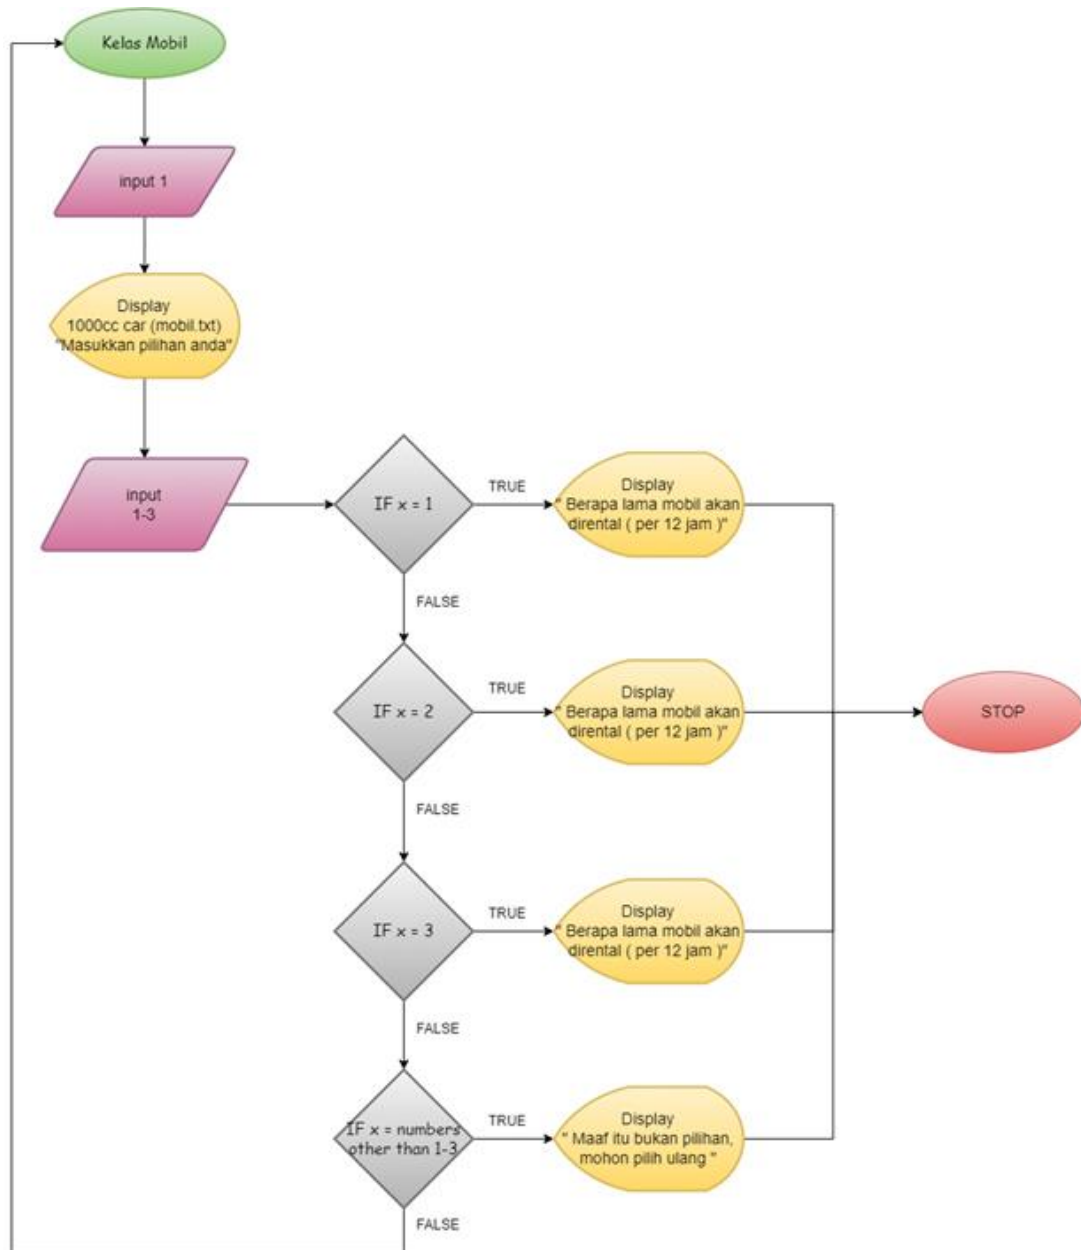 Kelas Mobil
input 1
Display
1000cc car (mobil.txt)
"Masukkan pilihan anda"
input
1-3
IF x = 1
TRUE
Display
" Berapa lama mobil akan
dirental ( per 12 jam )"
FALSE
IF x = 2
TRUE
Display
" Berapa lama mobil akan
dirental ( per 12 jam )"
STOP
FALSE
IF x = 3
TRUE
Display
" Berapa lama mobil akan
dirental ( per 12 jam )"
FALSE
IF x = numbers
other than 1-3
TRUE
Display
" Maaf itu bukan pilihan,
mohon pilih ulang "
FALSE